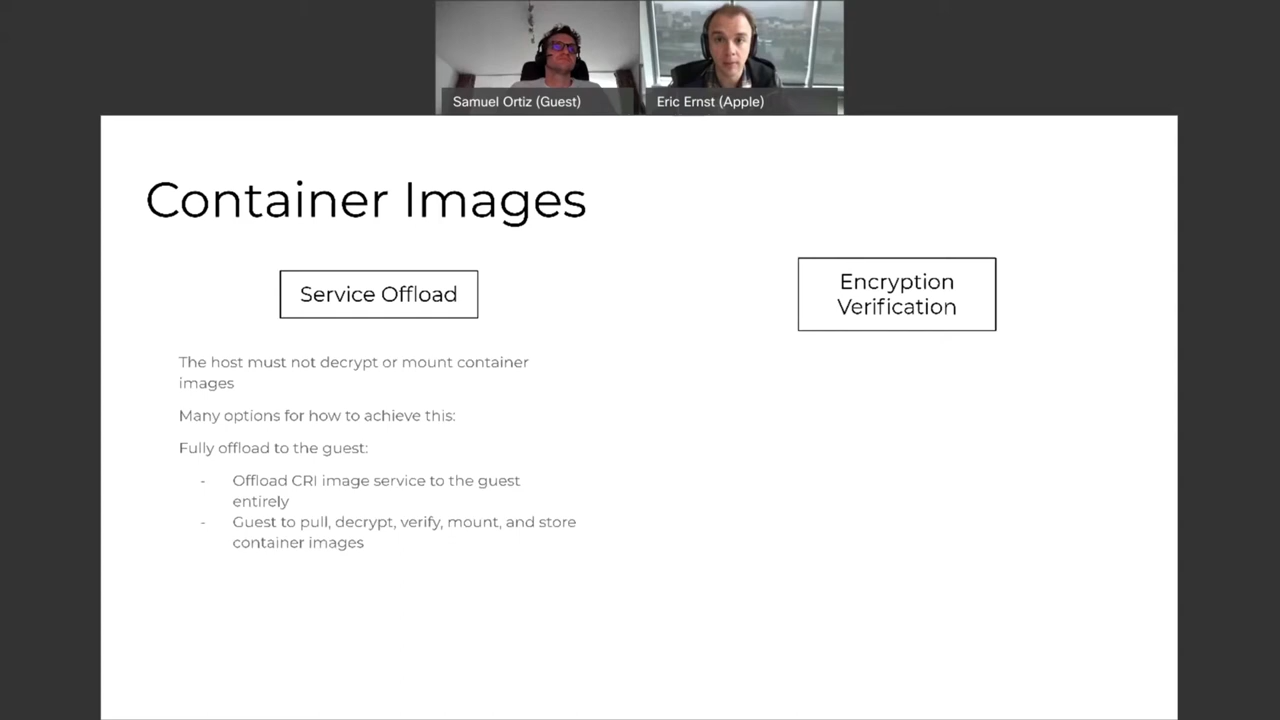 Samuel Ortiz (Guest)
Eric Ernst (Apple)
Container Images
Service Offload
The host must not decrypt or mount container
images
Many options for how to achieve this:
Fully offload to the guest:
- Offload CRI image service to the guest
entirely
- Guest to pull, decrypt, verify, mount, and store
container images
Encryption
Verification